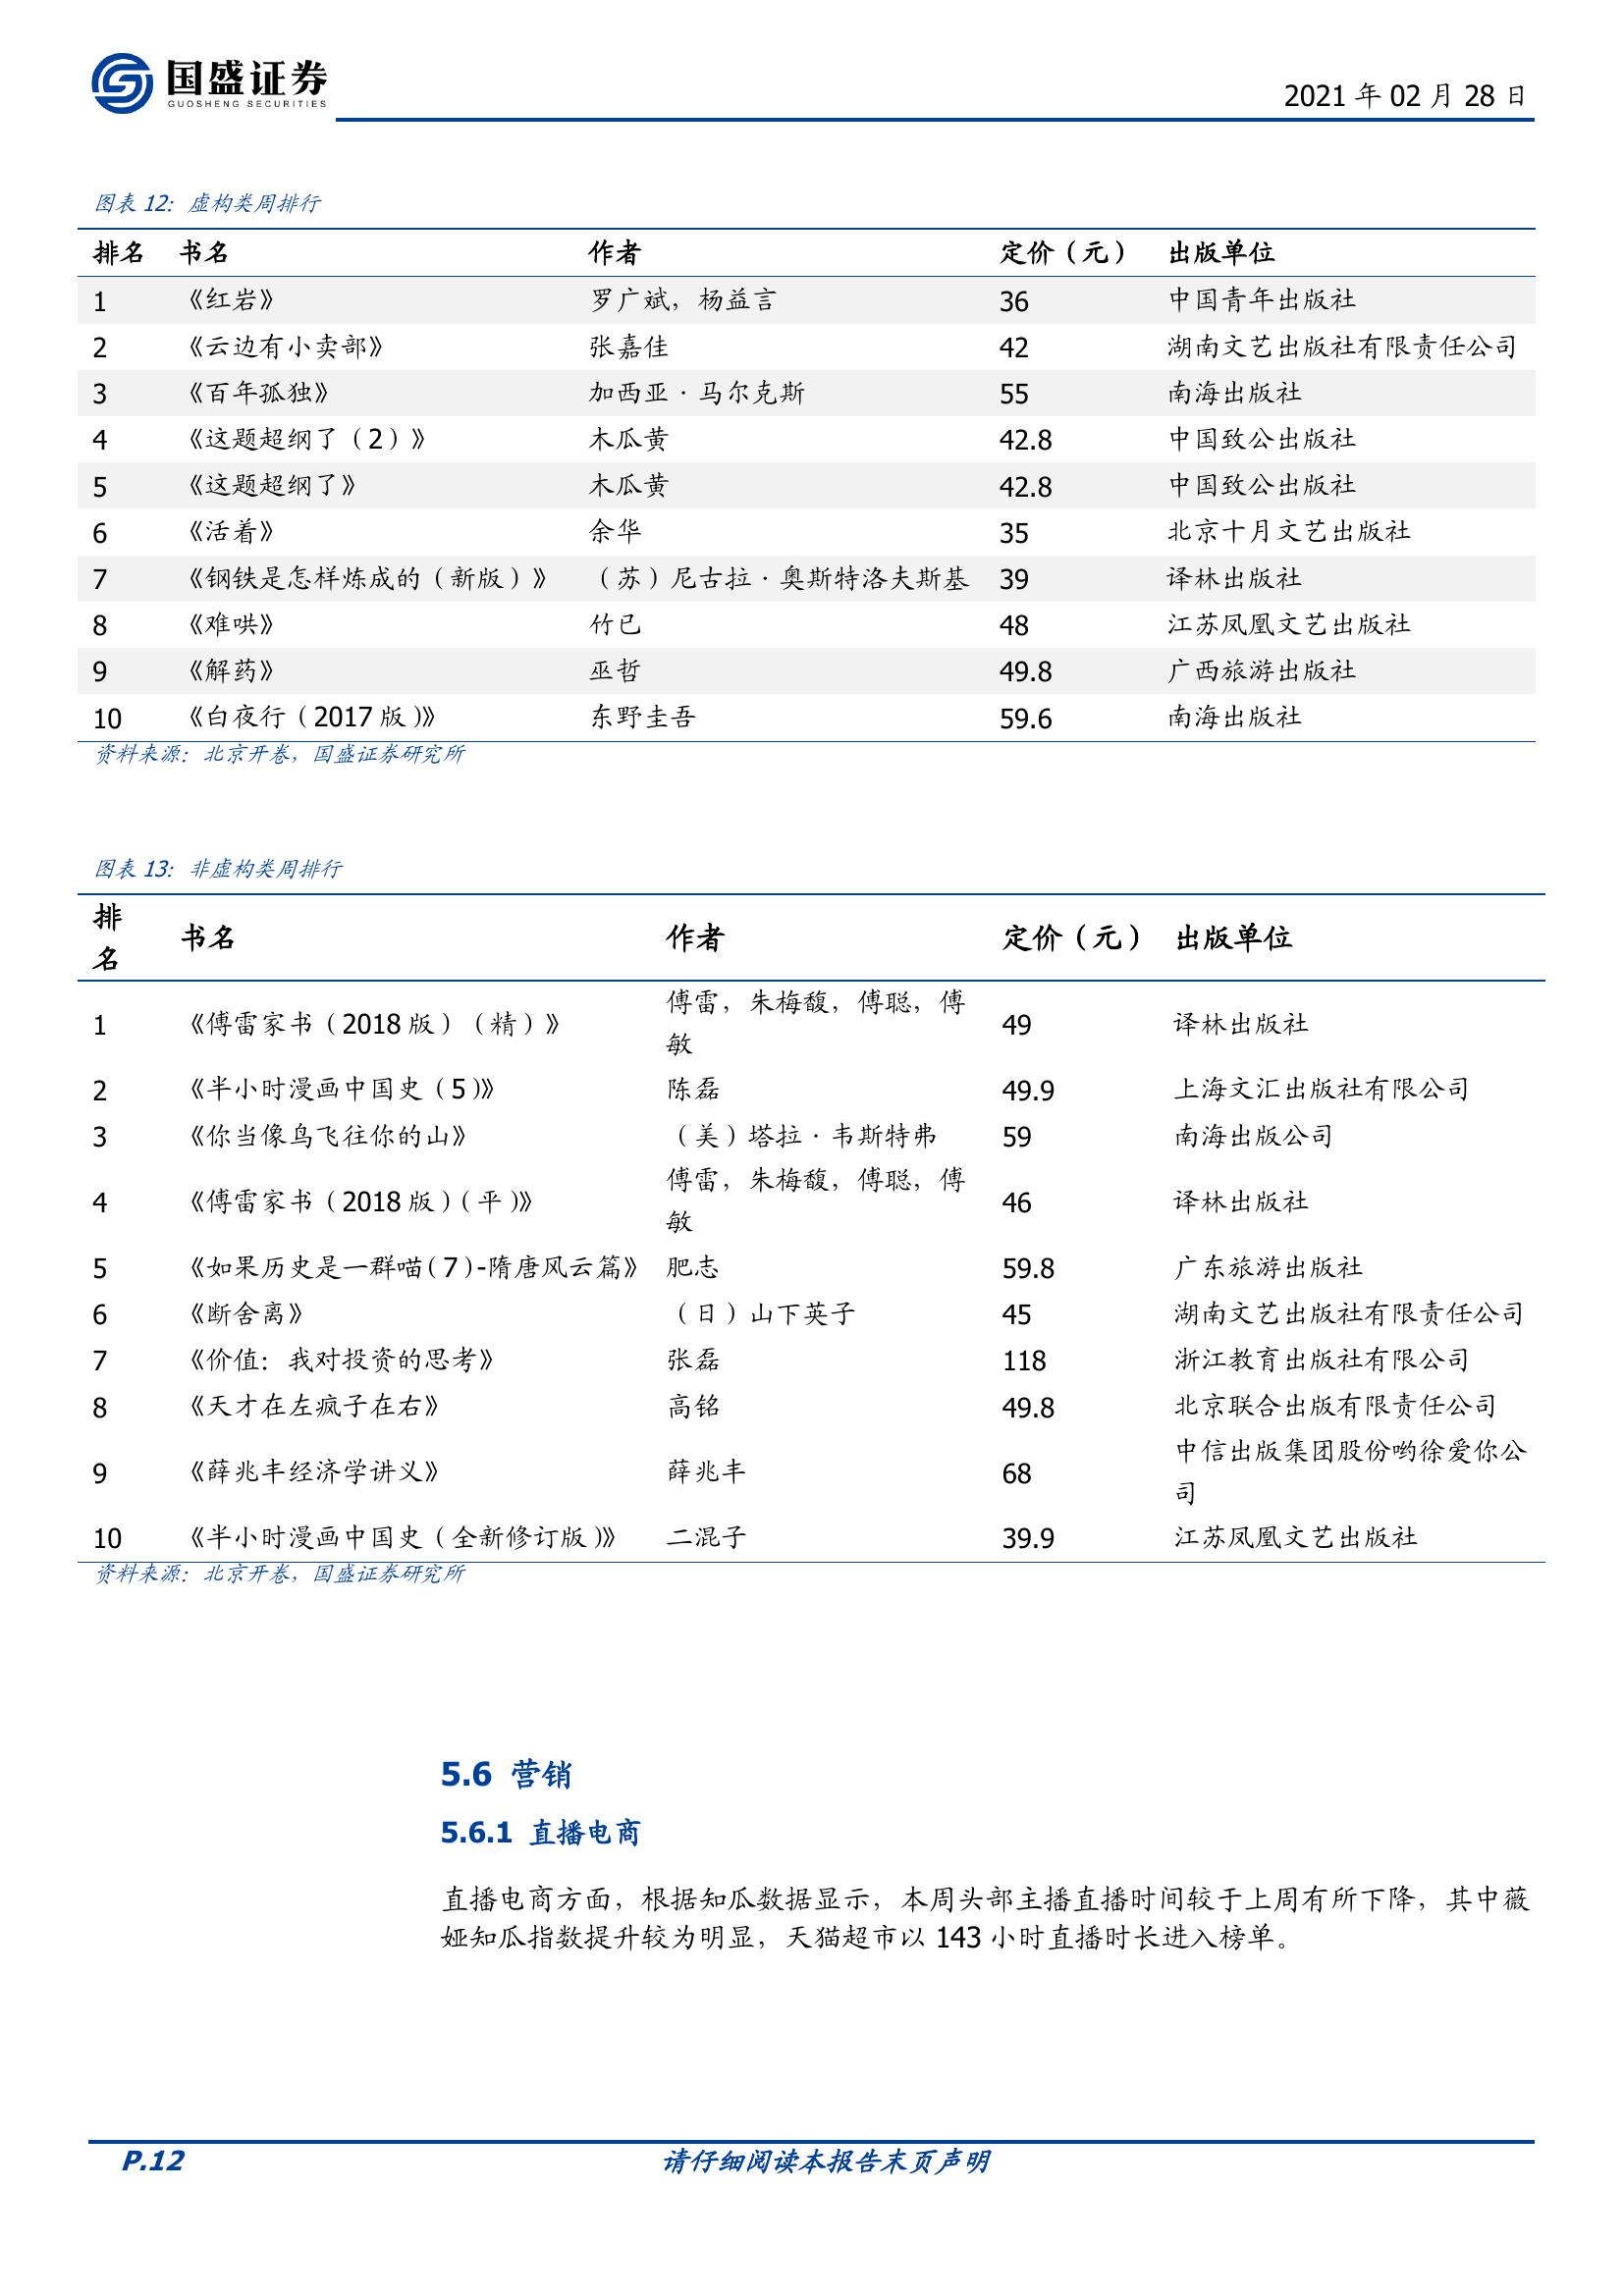 国盛证券
GUOSHENG SECURITIES
2021 年 02 月 28 日
图表 12：虚构类周排行
排名 书名 作者 定价（元） 出版单位
1 《红岩》 罗广斌，杨益言 36 中国青年出版社
2 《云边有小卖部》 张嘉佳 42 湖南文艺出版社有限责任公司
3 《百年孤独》 加西亚·马尔克斯 55 南海出版社
4 《这题超纲了（2）》 木瓜黄 42.8 中国致公出版社
5 《这题超纲了》 木瓜黄 42.8 中国致公出版社
6 《活着》 余华 35 北京十月文艺出版社
7 《钢铁是怎样炼成的（新版）》 （苏）尼古拉·奥斯特洛夫斯基 39 译林出版社
8 《难哄》 竹已 48 江苏凤凰文艺出版社
9 《解药》 巫哲 49.8 广西旅游出版社
10 《白夜行（2017 版）》 东野圭吾 59.6 南海出版社
资料来源：北京开卷，国盛证券研究所
图表 13：非虚构类周排行
排
名
书名 作者 定价（元） 出版单位
1 《傅雷家书（2018 版）（精）》 傅雷，朱梅馥，傅聪，傅
敏 49 译林出版社
2 《半小时漫画中国史（5）》 陈磊 49.9 上海文汇出版社有限公司
3 《你当像鸟飞往你的山》 （美）塔拉·韦斯特弗 59 南海出版公司
4 《傅雷家书（2018 版）（平）》 傅雷，朱梅馥，傅聪，傅
敏 46 译林出版社
5 《如果历史是一群喵（7）-隋唐风云篇》 肥志 59.8 广东旅游出版社
6 《断舍离》 （日）山下英子 45 湖南文艺出版社有限责任公司
7 《价值：我对投资的思考》 张磊 118 浙江教育出版社有限公司
8 《天才在左疯子在右》 高铭 49.8 北京联合出版有限责任公司
9 《薛兆丰经济学讲义》 薛兆丰 68 中信出版集团股份哟徐爱你公
司
10 《半小时漫画中国史（全新修订版）》 二混子 39.9 江苏凤凰文艺出版社
资料来源：北京开卷，国盛证券研究所
5.6 营销
5.6.1 直播电商
直播电商方面，根据知瓜数据显示，本周头部主播直播时间较于上周有所下降，其中薇
娅知瓜指数提升较为明显，天猫超市以 143 小时直播时长进入榜单。
P.12 请仔细阅读本报告末页声明